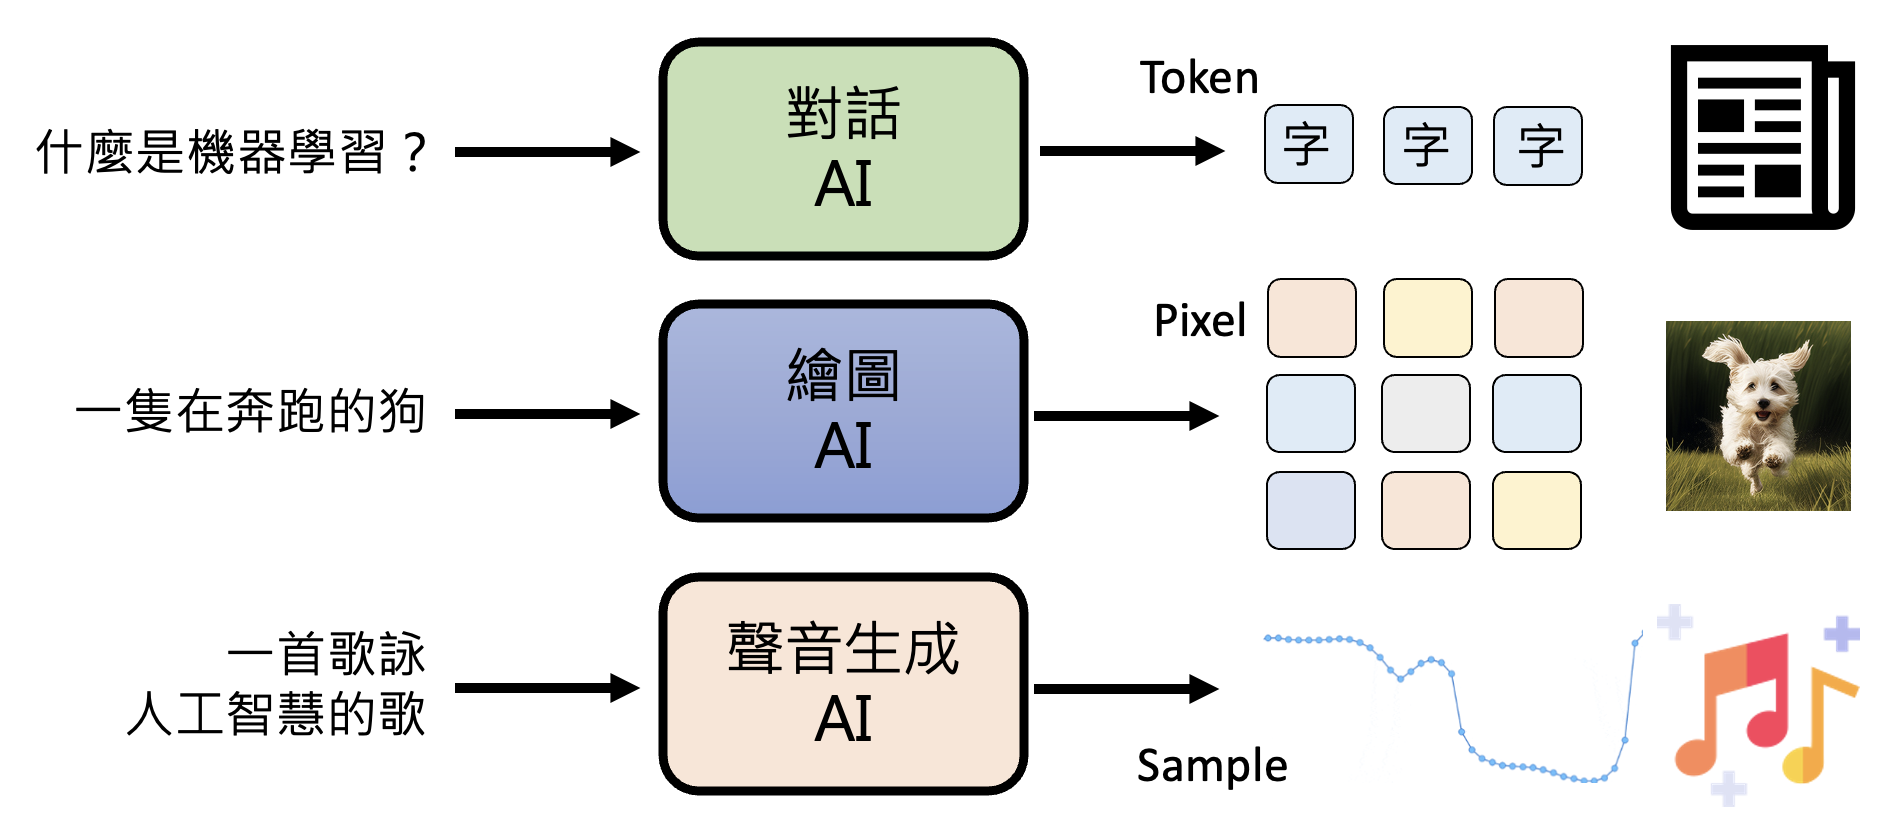 什麼是機器學習？
對話
AI
Token
字 字 字
一隻在奔跑的狗
繪圖
AI
Pixel
一首歌詠
人工智慧的歌
聲音生成
AI
Sample